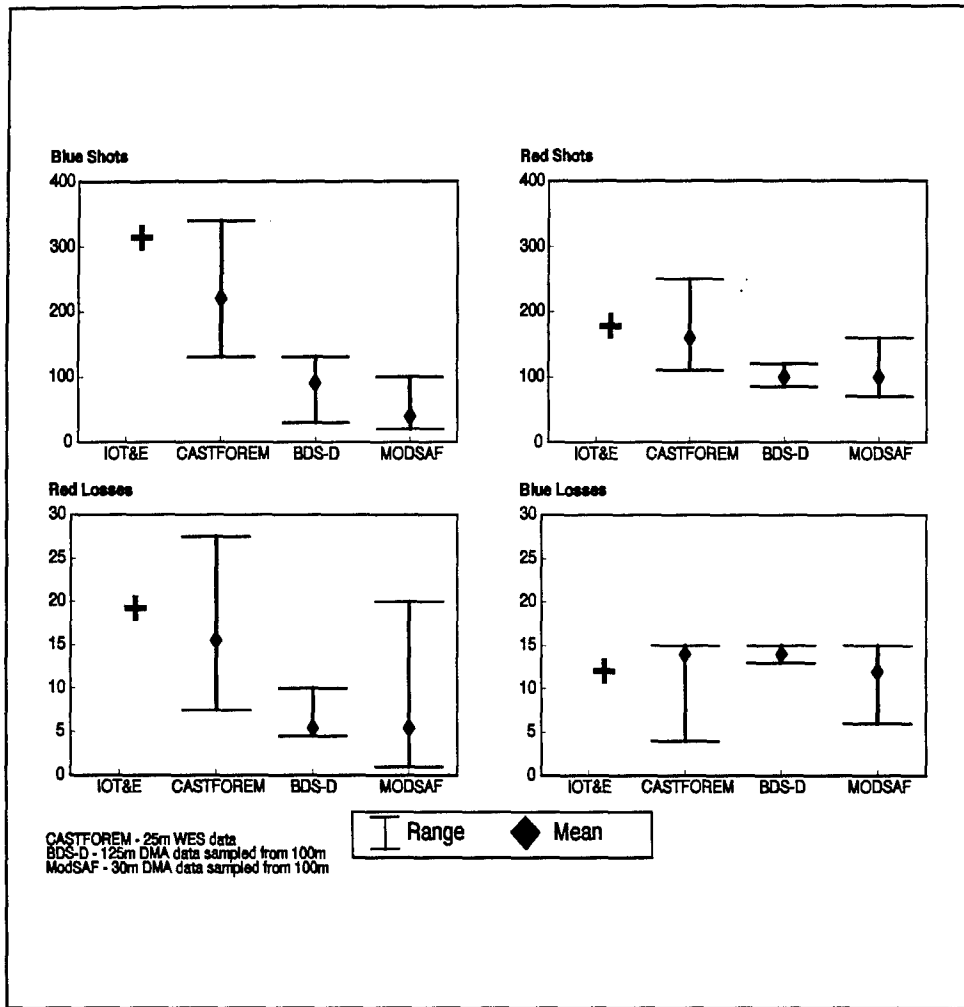 Blue Shots
400
300
200
100
0
IOT&E CASTFOREM BDS-D MODSAF
Red Shots
400
300
200
100
0
IOT&E CASTFOREM BDS-D MODSAF
Red Losses
30
25
20
15
10
5
0
IOT&E CASTFOREM BDS-D MODSAF
Blue Losses
30
25
20
15
10
5
0
IOT&E CASTFOREM BDS-D MODSAF
CASTFOREM - 25m WES data
BDS-D - 125m DMA data sampled from 100m
ModSAF - 30m DMA data sampled from 100m
Range Mean